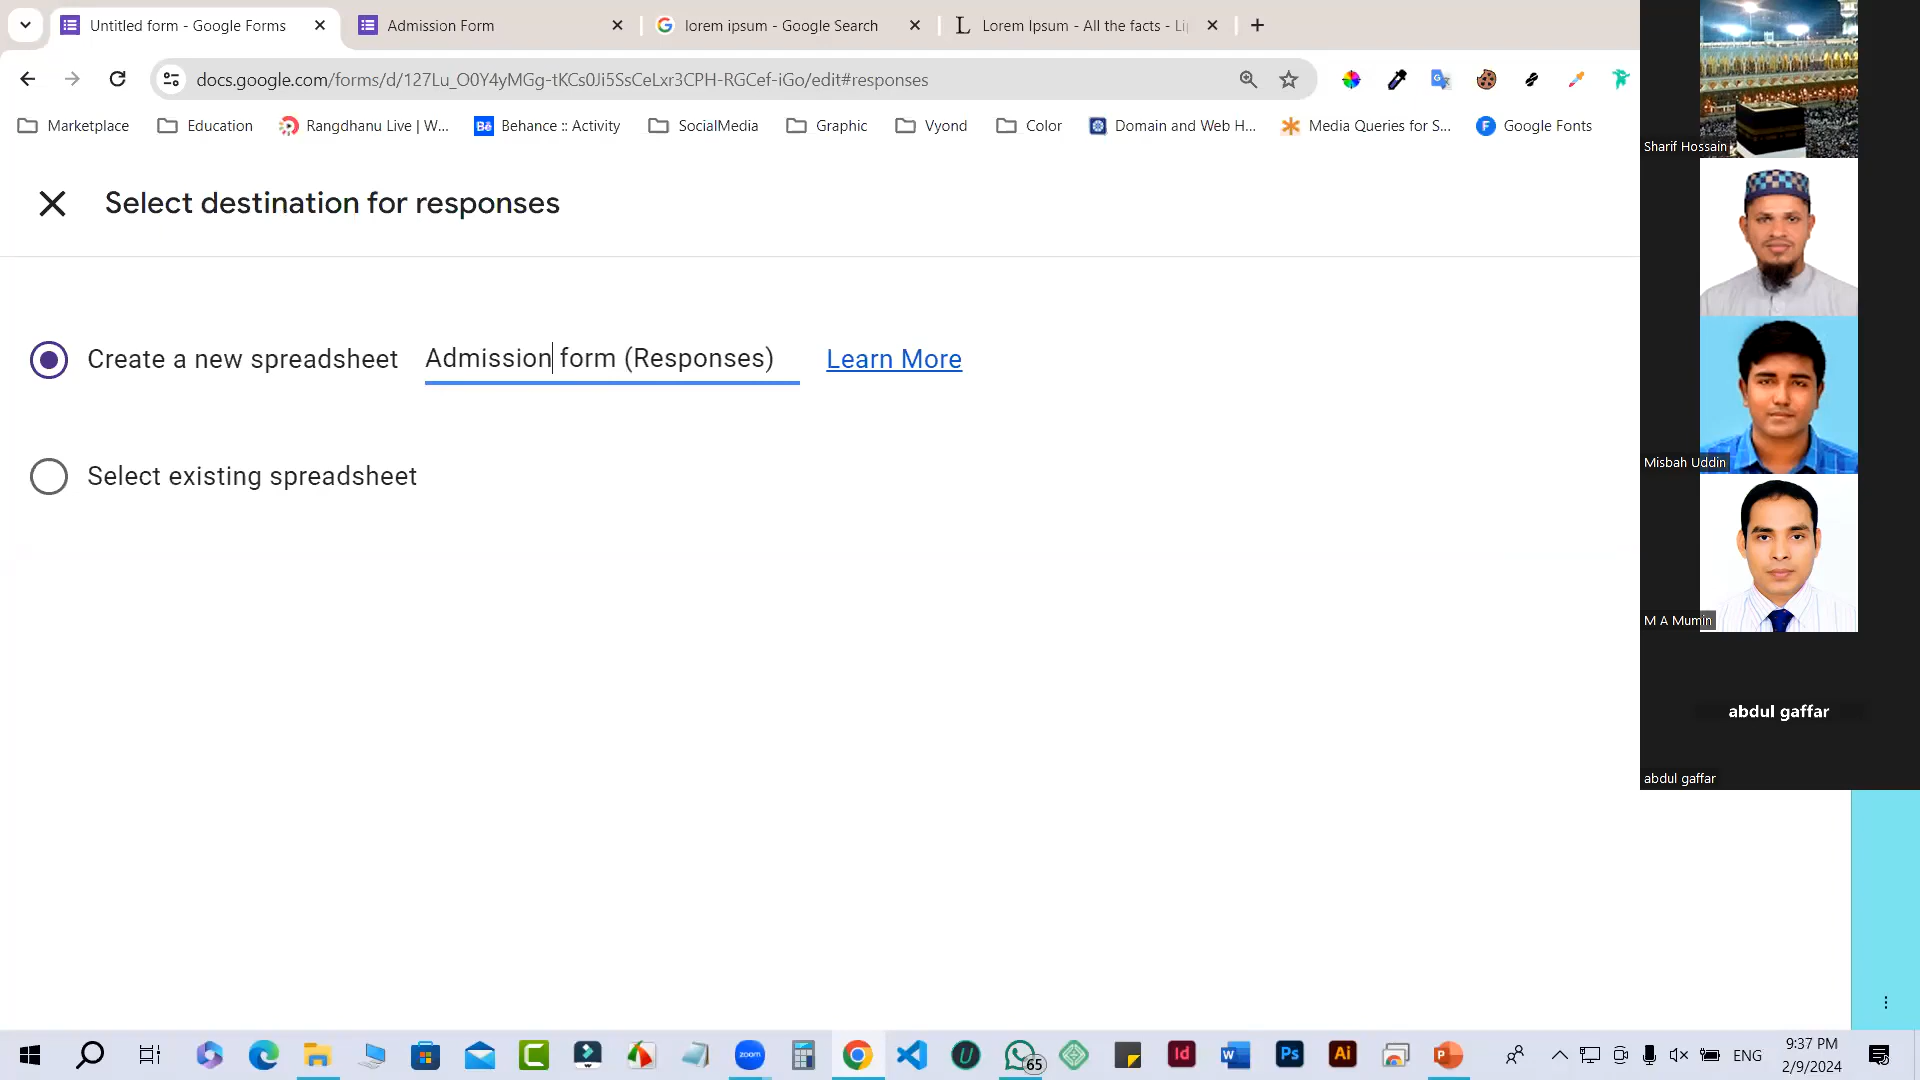 Untitled form - Google Forms
Admission Form
lorem ipsum - Google Search
Lorem Ipsum - All the facts - Li
docs.google.com/forms/d/127Lu_O0Y4yMGg-tKCs0Ji5SsCeLxr3CPH-RGCef-iGo/edit#responses
Marketplace
Education
Rangdhanu Live | W...
Behance :: Activity
SocialMedia
Graphic
Vyond
Color
Domain and Web H...
Media Queries for S...
Google Fonts
Select destination for responses
Create a new spreadsheet Admission form (Responses) Learn More
Select existing spreadsheet
Sharif Hossain
Misbah Uddin
M A Mumin
abdul gaffar
abdul gaffar
zoom
65
Id
Ps
Ai
ENG
9:37 PM
2/9/2024